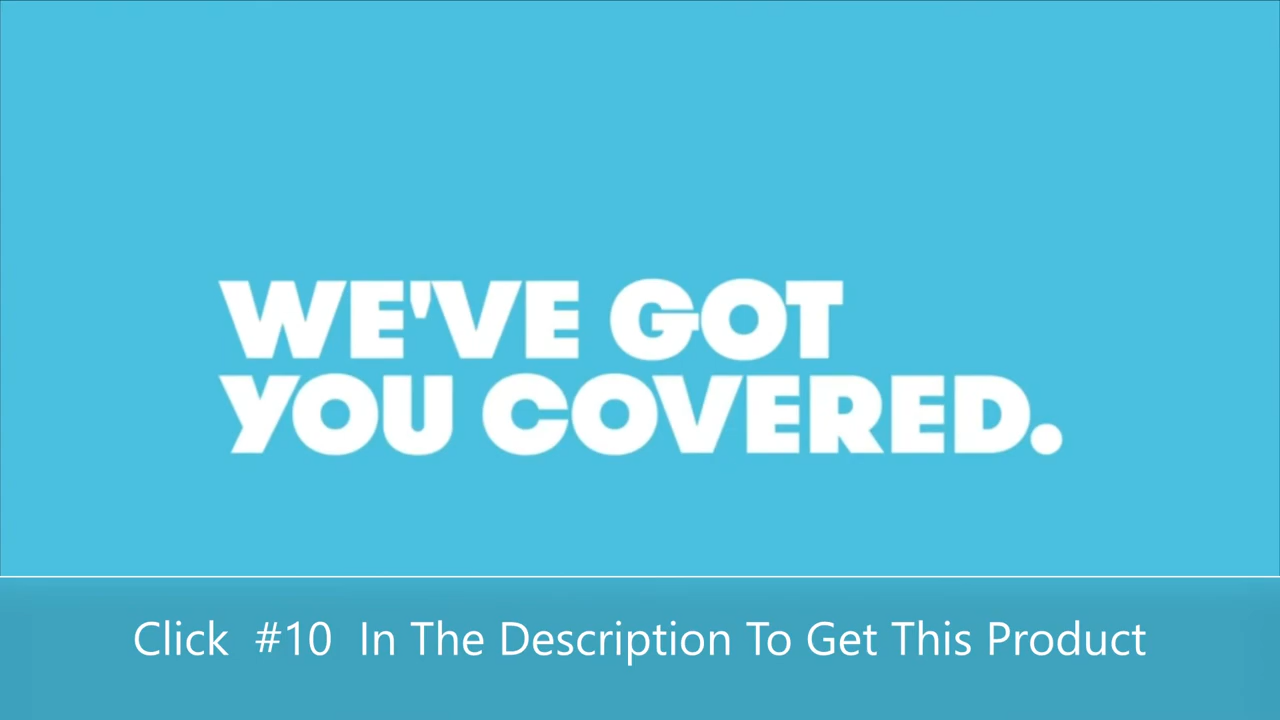 WE'VE GOT
YOU COVERED.
Click #10 In The Description To Get This Product